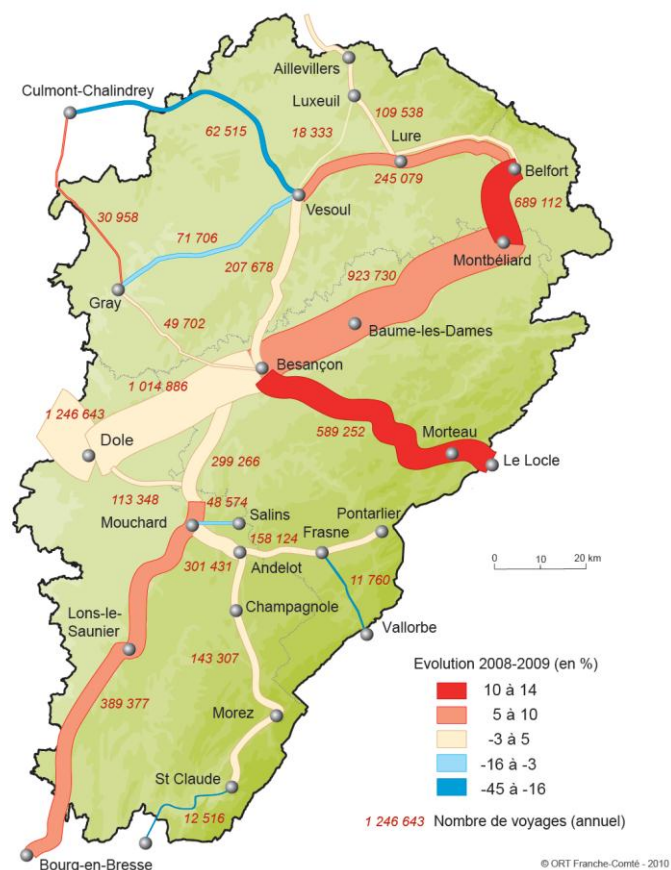 Aillevillers
Culmont-Chalindrey
Luxeuil
109 538
62 515
18 333
Lure
245 079
Belfort
689 112
Vesoul
30 958
71 706
207 678
Montbéliard
923 730
Gray
49 702
Baume-les-Dames
Besançon
1 014 886
1 246 643
589 252
Dole
Morteau
Le Locle
299 266
113 348
48 574
Salins
Pontarlier
Mouchard
158 124
Frasne
301 431
Andelot
11 760
0 10 20 km
Champagnole
Lons-le-
Saunier
Vallorbe
143 307
389 377
Morez
St Claude
12 516
Bourg-en-Bresse
Evolution 2008-2009 (en %)
10 à 14
5 à 10
-3 à 5
-16 à -3
-45 à -16
1 246 643 Nombre de voyages (annuel)
© ORT Franche-Comté - 2010